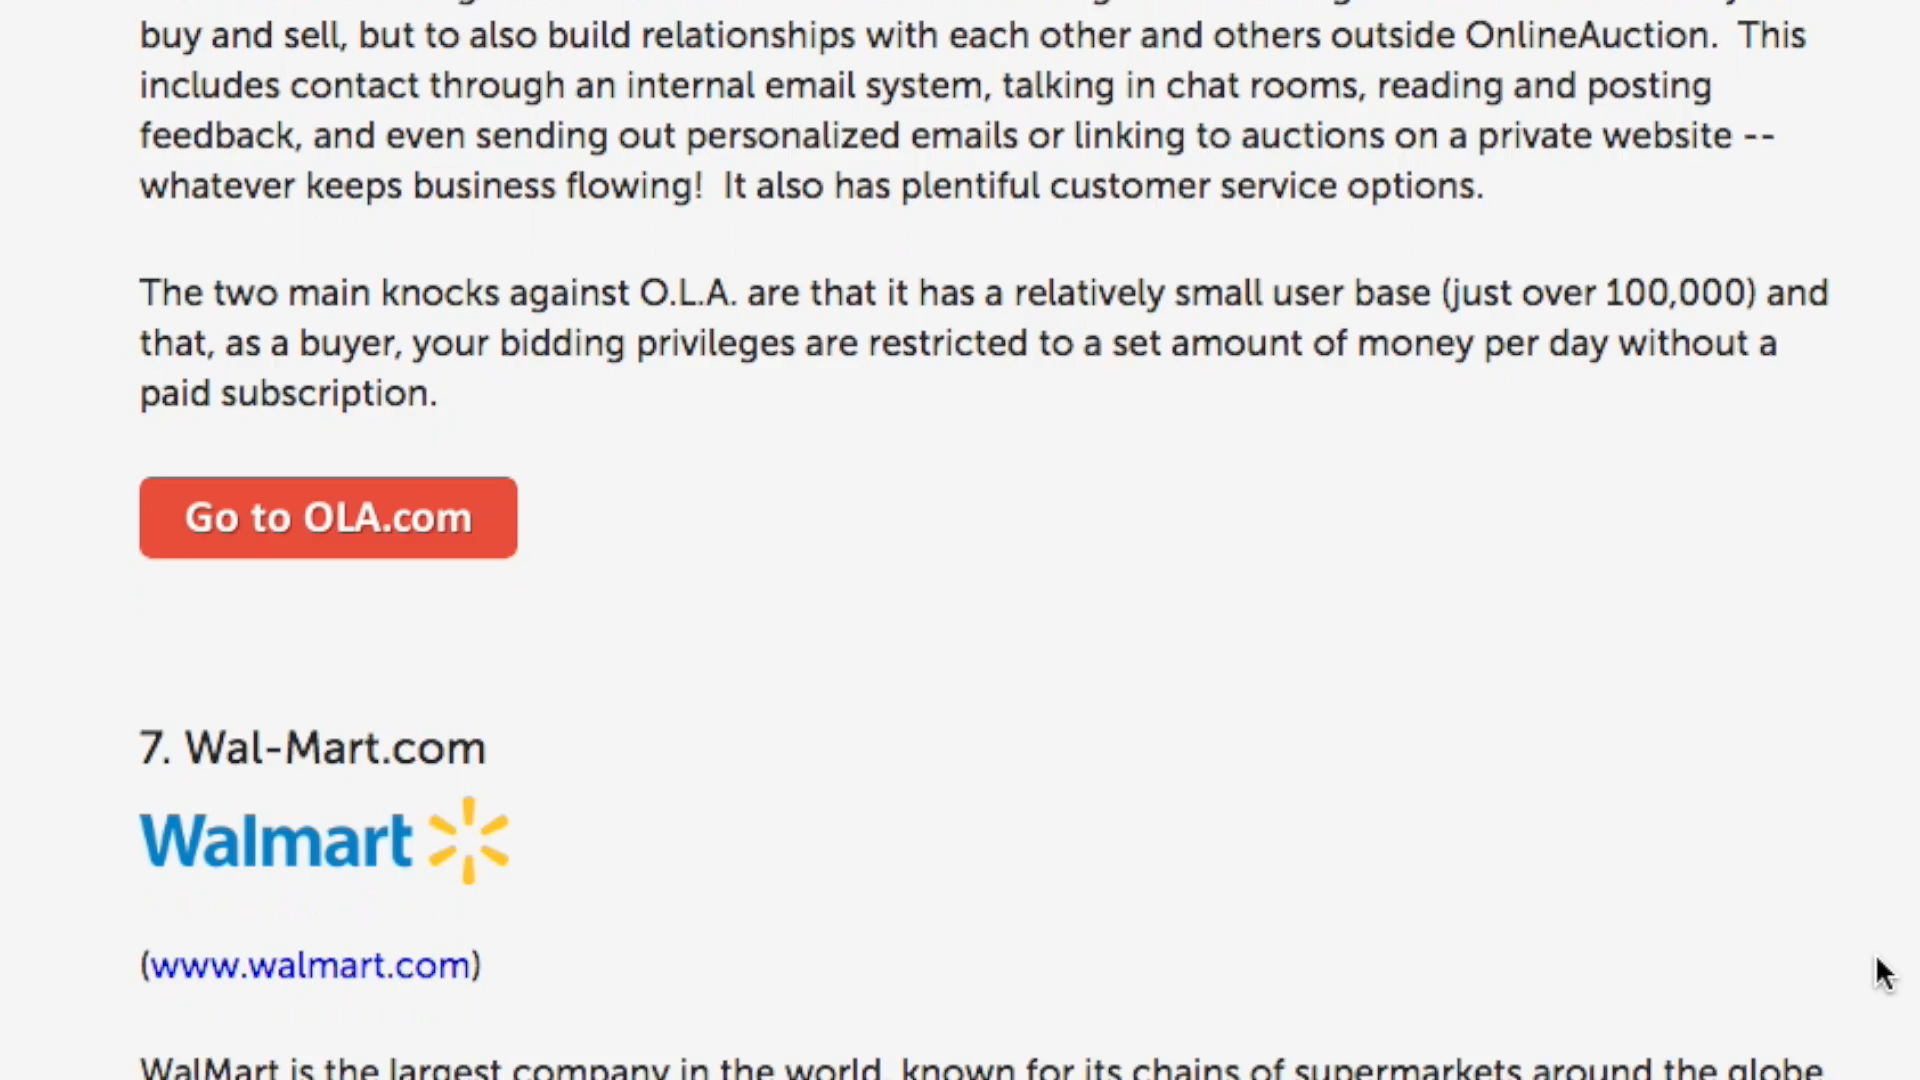 buy and sell, but to also build relationships with each other and others outside OnlineAuction.  This
includes contact through an internal email system, talking in chat rooms, reading and posting
feedback, and even sending out personalized emails or linking to auctions on a private website --
whatever keeps business flowing!  It also has plentiful customer service options.
The two main knocks against O.L.A. are that it has a relatively small user base (just over 100,000) and
that, as a buyer, your bidding privileges are restricted to a set amount of money per day without a
paid subscription.
Go to OLA.com
7. Wal-Mart.com
Walmart
(www.walmart.com)
WalMart is the largest company in the world, known for its chains of supermarkets around the globe